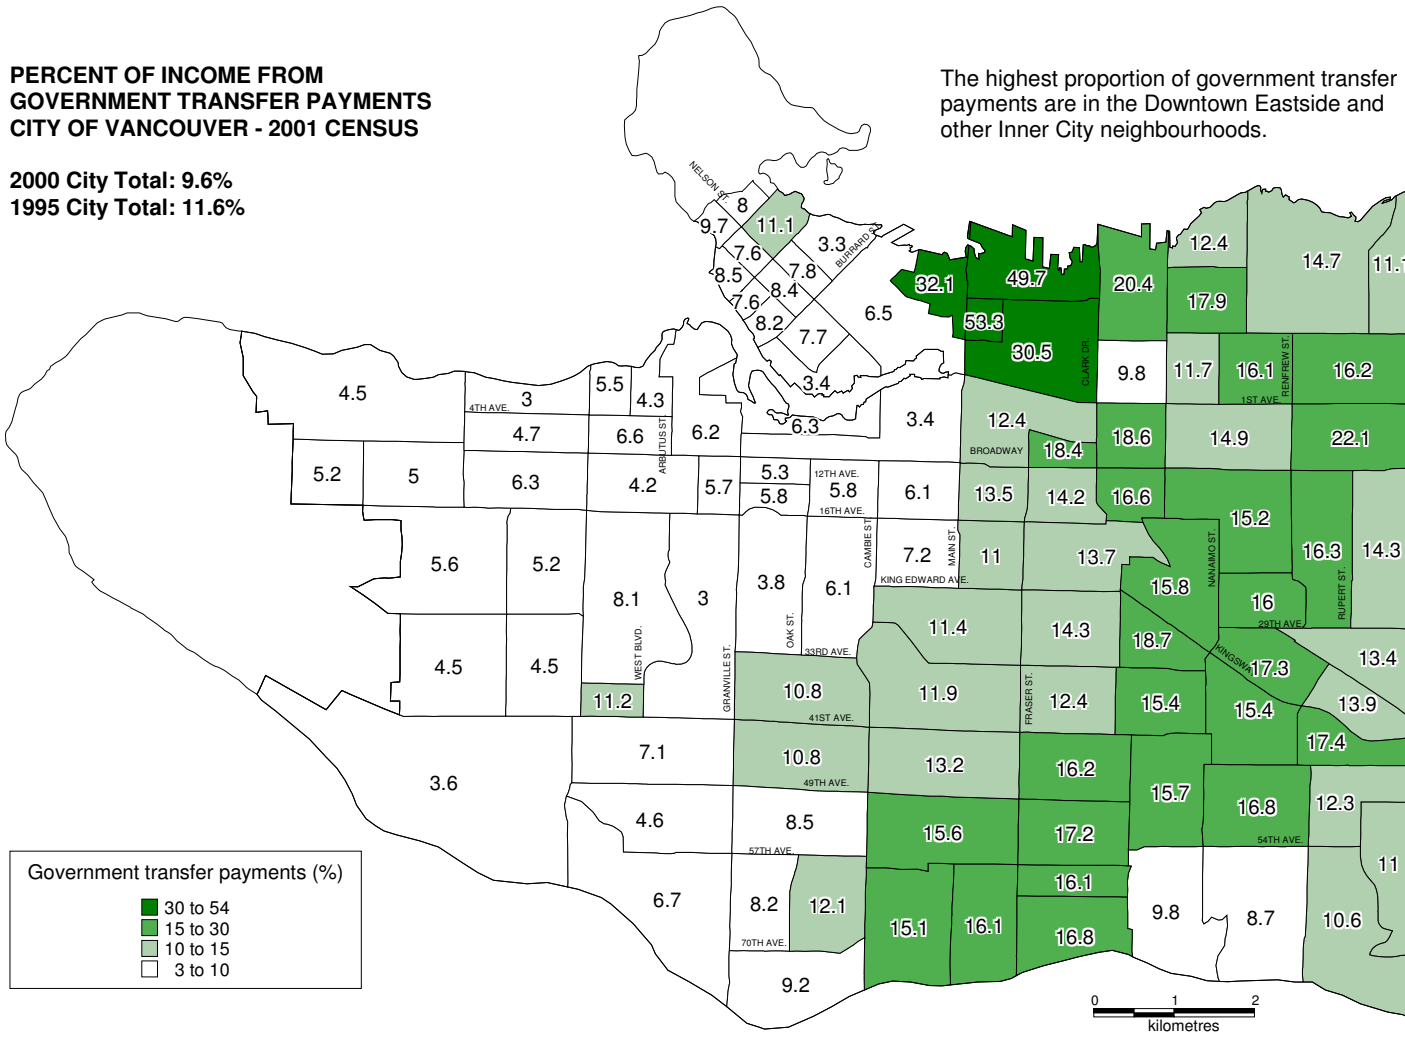 PERCENT OF INCOME FROM
GOVERNMENT TRANSFER PAYMENTS
CITY OF VANCOUVER - 2001 CENSUS
2000 City Total: 9.6%
1995 City Total: 11.6%
The highest proportion of government transfer
payments are in the Downtown Eastside and
other Inner City neighbourhoods.
NELSON ST.
8
9.7
11.1
3.3
BURRARD ST.
7.6
7.8
8.5
8.4
7.6
8.2
7.7
6.5
3.4
32.1
49.7
53.3
30.5
CLARK DR.
20.4
12.4
17.9
14.7
9.8
11.7
16.1
RENFREW ST.
16.2
1ST AVE.
4.5
4TH AVE.
3
5.5
4.3
4.7
6.6
ARBUTUS ST.
6.2
6.3
3.4
12.4
BROADWAY
18.4
18.6
14.9
22.1
5.2
5
6.3
4.2
5.7
5.3
5.8
12TH AVE.
5.8
16TH AVE.
6.1
13.5
14.2
16.6
15.2
16.3
14.3
5.6
5.2
8.1
3
3.8
6.1
CAMBIE ST.
7.2
MAIN ST.
KING EDWARD AVE.
11
13.7
15.8
NANAIMO ST.
16
29TH AVE.
RUPERT ST.
4.5
4.5
WEST BLVD.
11.2
GRANVILLE ST.
OAK ST.
33RD AVE.
10.8
41ST AVE.
11.4
11.9
14.3
FRASER ST.
12.4
18.7
15.4
KINGSWAY
17.3
15.4
13.4
13.9
17.4
3.6
7.1
10.8
49TH AVE.
13.2
16.2
15.7
16.8
54TH AVE.
12.3
4.6
8.5
57TH AVE.
15.6
17.2
11
6.7
8.2
70TH AVE.
12.1
15.1
16.1
16.1
16.8
9.8
8.7
10.6
9.2
Government transfer payments (%)
30 to 54
15 to 30
10 to 15
3 to 10
0 1 2
kilometres